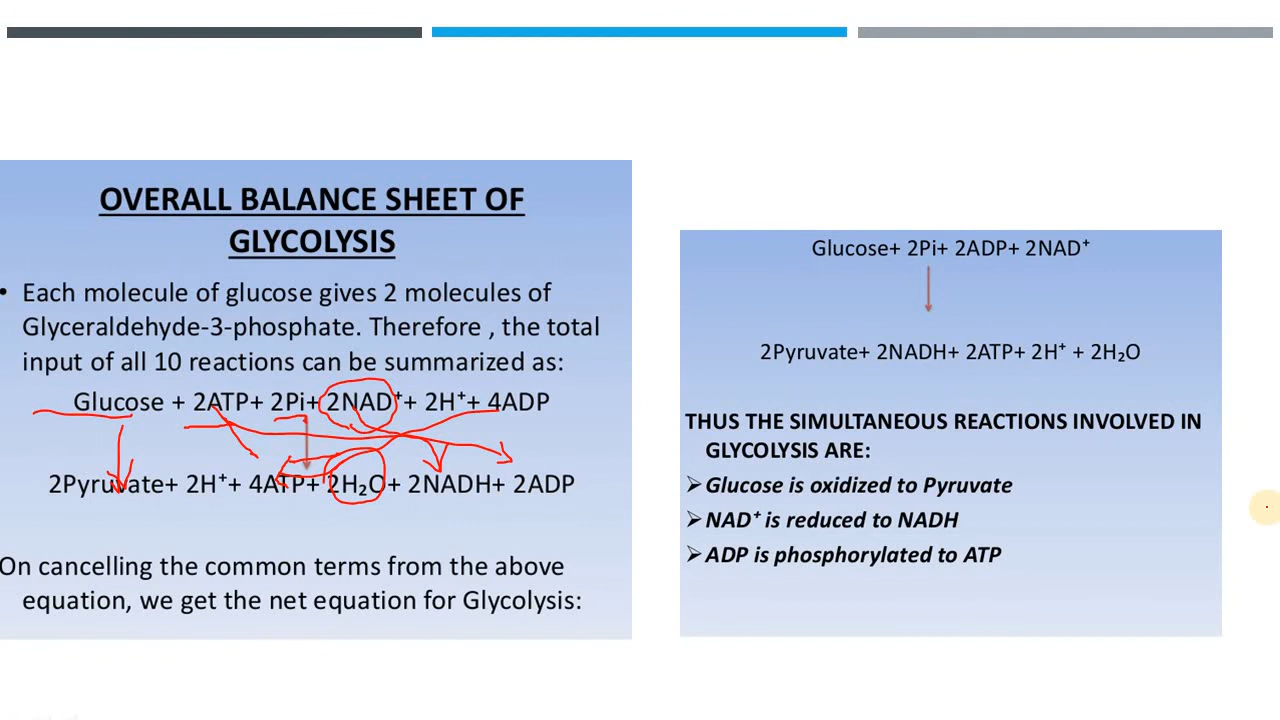 OVERALL BALANCE SHEET OF
GLYCOLYSIS
• Each molecule of glucose gives 2 molecules of
Glyceraldehyde-3-phosphate. Therefore , the total
input of all 10 reactions can be summarized as:
Glucose + 2ATP+ 2Pi+ 2NAD⁺+ 2H⁺+ 4ADP
2Pyruvate+ 2H⁺+ 4ATP+ 2H₂O+ 2NADH+ 2ADP
On cancelling the common terms from the above
equation, we get the net equation for Glycolysis:
Glucose+ 2Pi+ 2ADP+ 2NAD⁺
2Pyruvate+ 2NADH+ 2ATP+ 2H⁺ + 2H₂O
THUS THE SIMULTANEOUS REACTIONS INVOLVED IN
GLYCOLYSIS ARE:
➢Glucose is oxidized to Pyruvate
➢NAD⁺ is reduced to NADH
➢ADP is phosphorylated to ATP